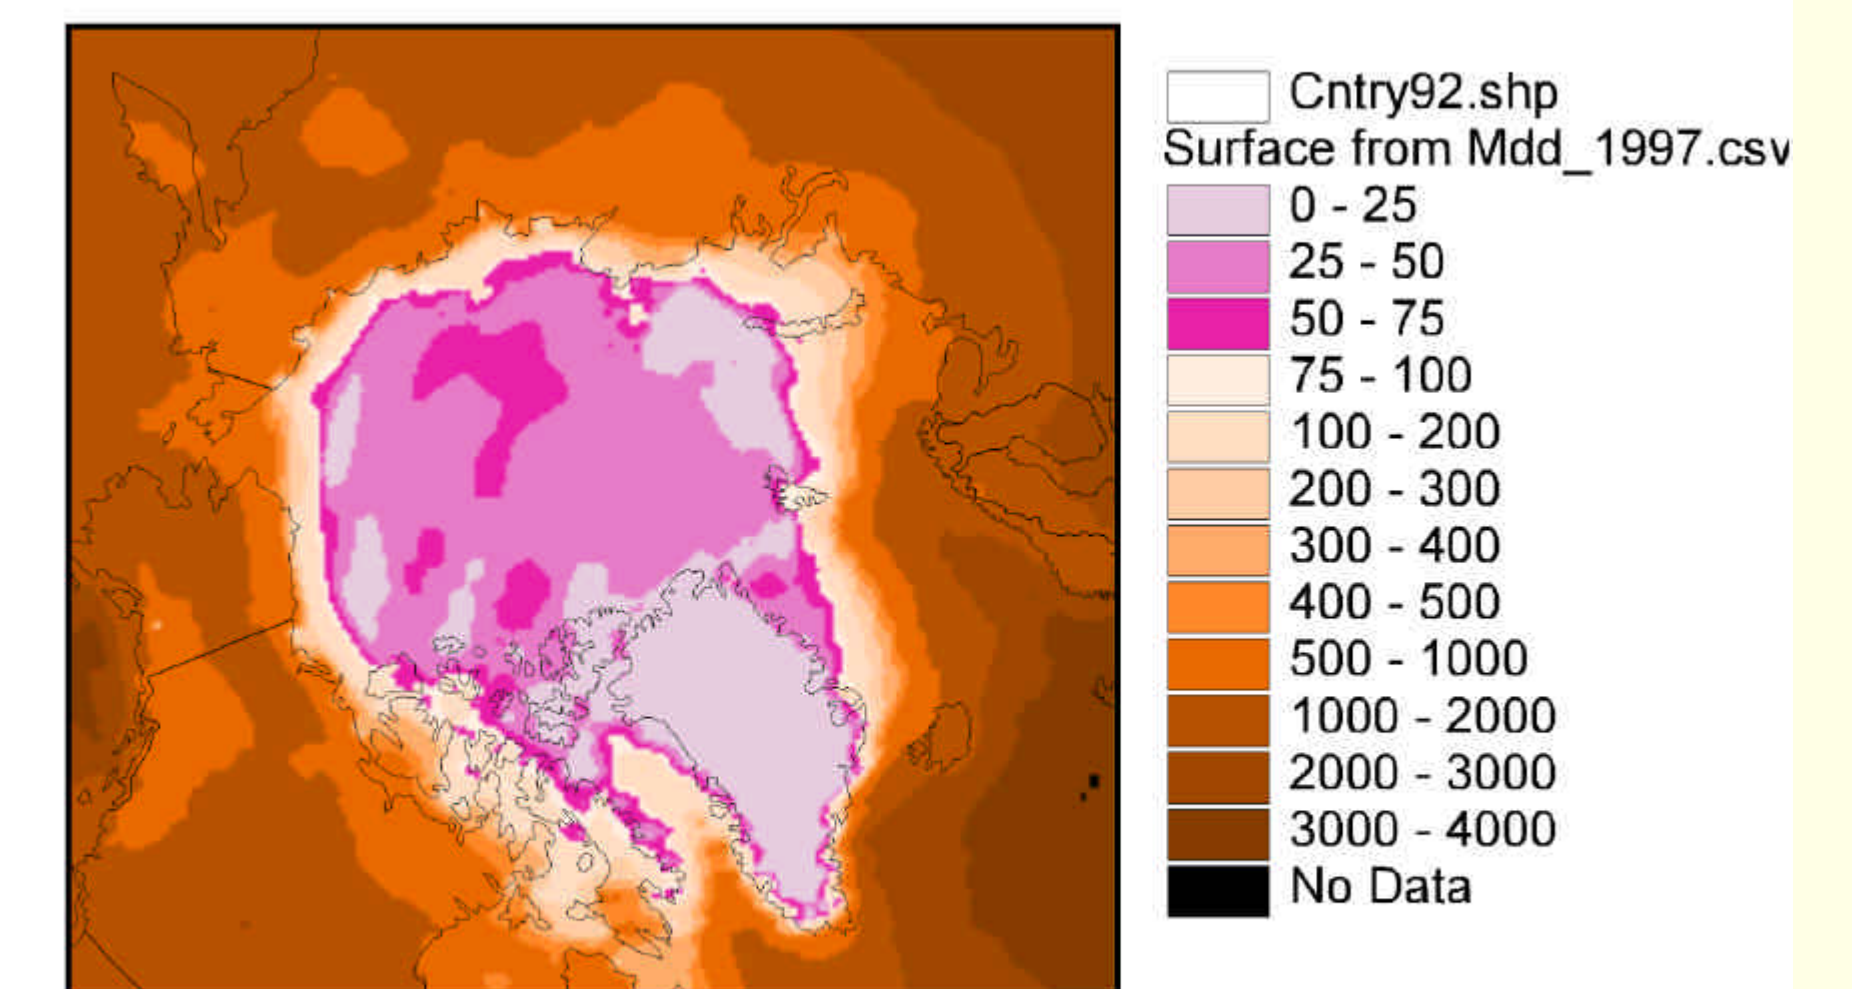 Cntry92.shp
Surface from Mdd_1997.csv
0 - 25
25 - 50
50 - 75
75 - 100
100 - 200
200 - 300
300 - 400
400 - 500
500 - 1000
1000 - 2000
2000 - 3000
3000 - 4000
No Data